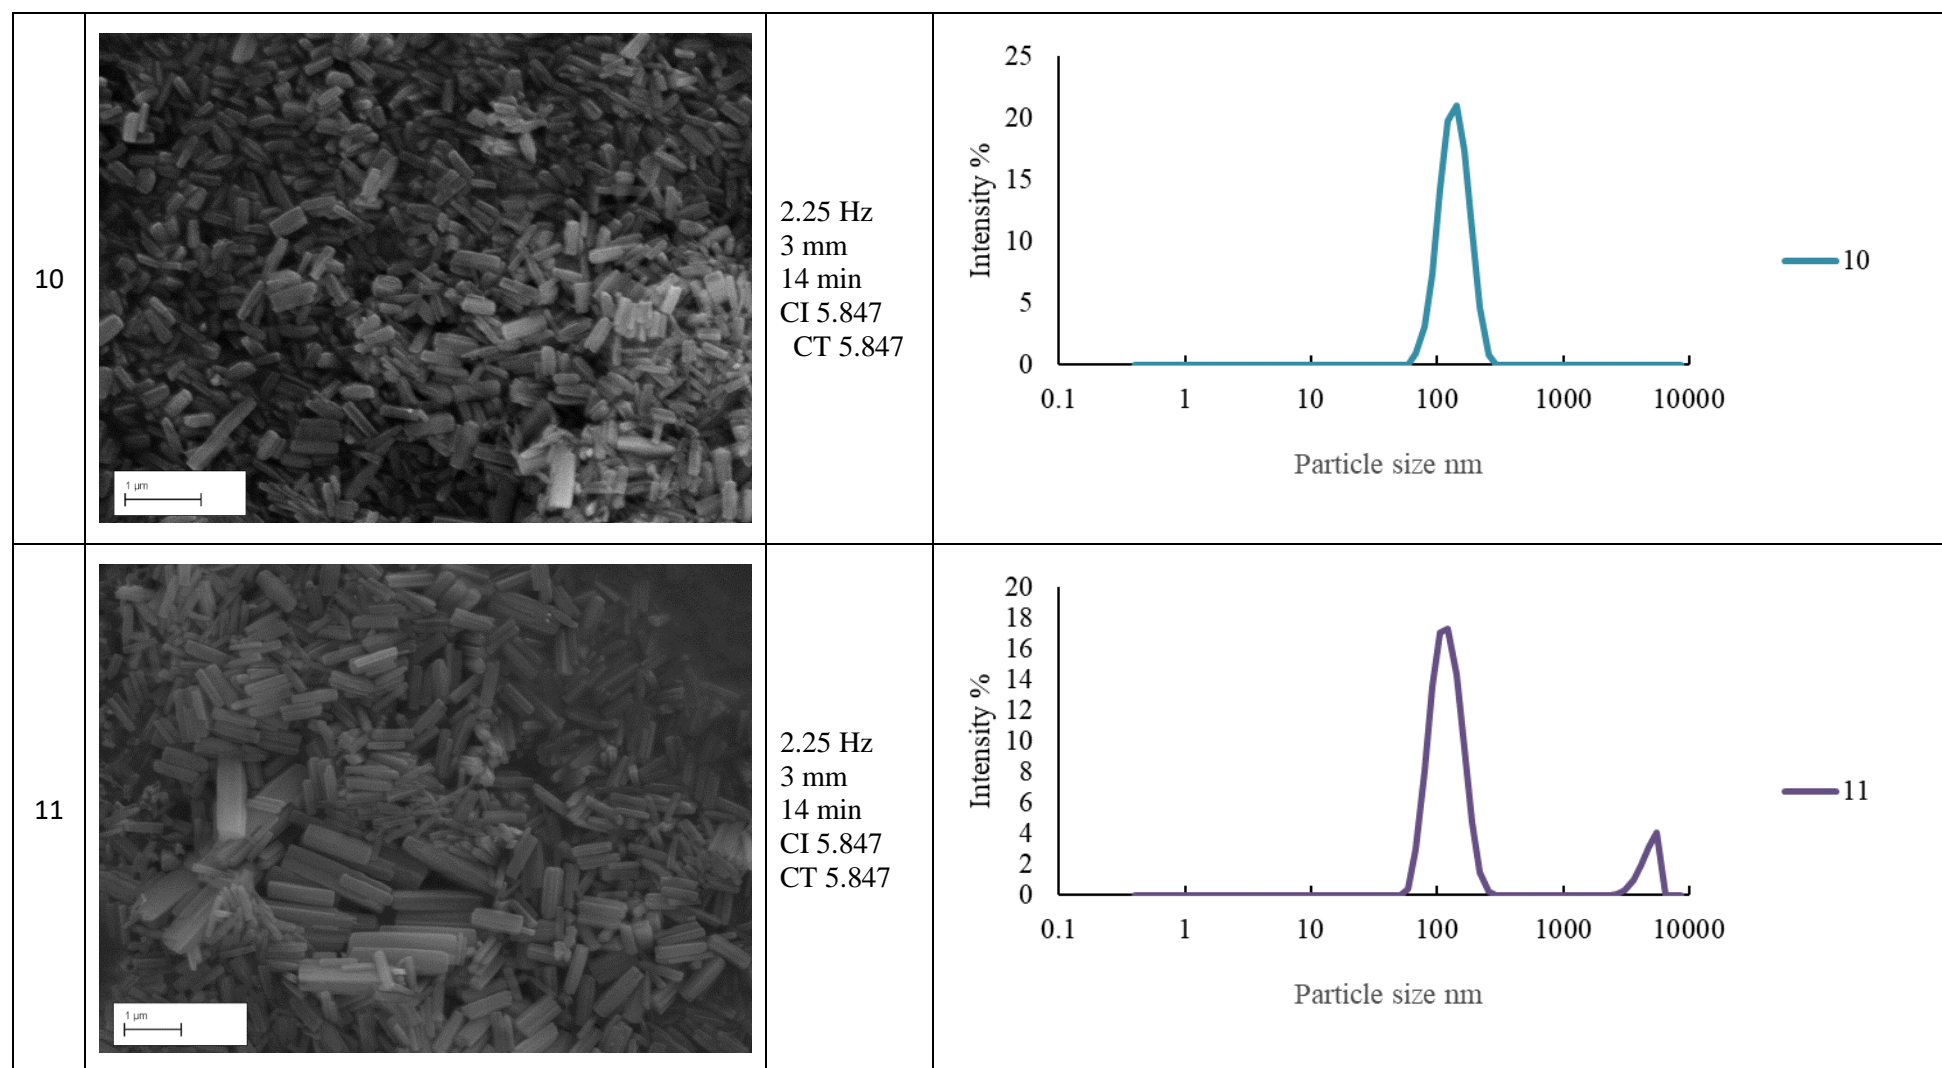 10
1 µm
2.25 Hz
3 mm
14 min
CI 5.847
CT 5.847
25
20
15
10
5
0
Intensity %
0.1 1 10 100 1000 10000
Particle size nm
10
11
1 µm
2.25 Hz
3 mm
14 min
CI 5.847
CT 5.847
20
18
16
14
12
10
8
6
4
2
0
Intensity %
0.1 1 10 100 1000 10000
Particle size nm
11